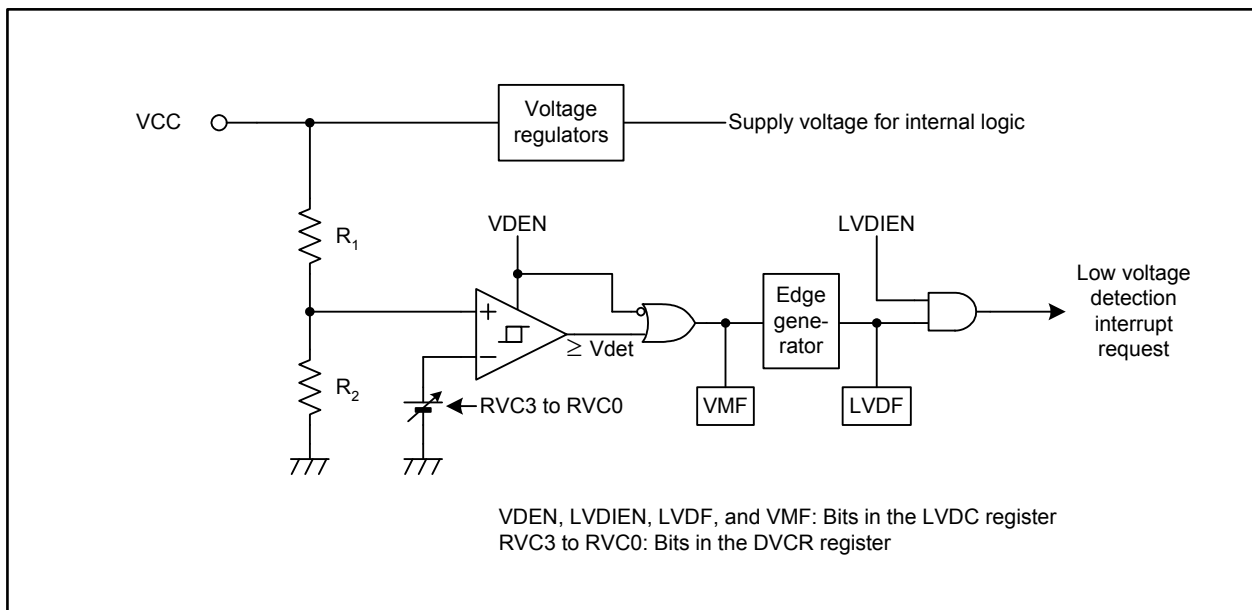 VCC
Voltage
regulators
Supply voltage for internal logic
R1
VDEN
LVDIEN
Low voltage
detection
interrupt
request
Edge
gene-
rator
+
−
≥ Vdet
R2
RVC3 to RVC0
VMF
LVDF
VDEN, LVDIEN, LVDF, and VMF: Bits in the LVDC register
RVC3 to RVC0: Bits in the DVCR register